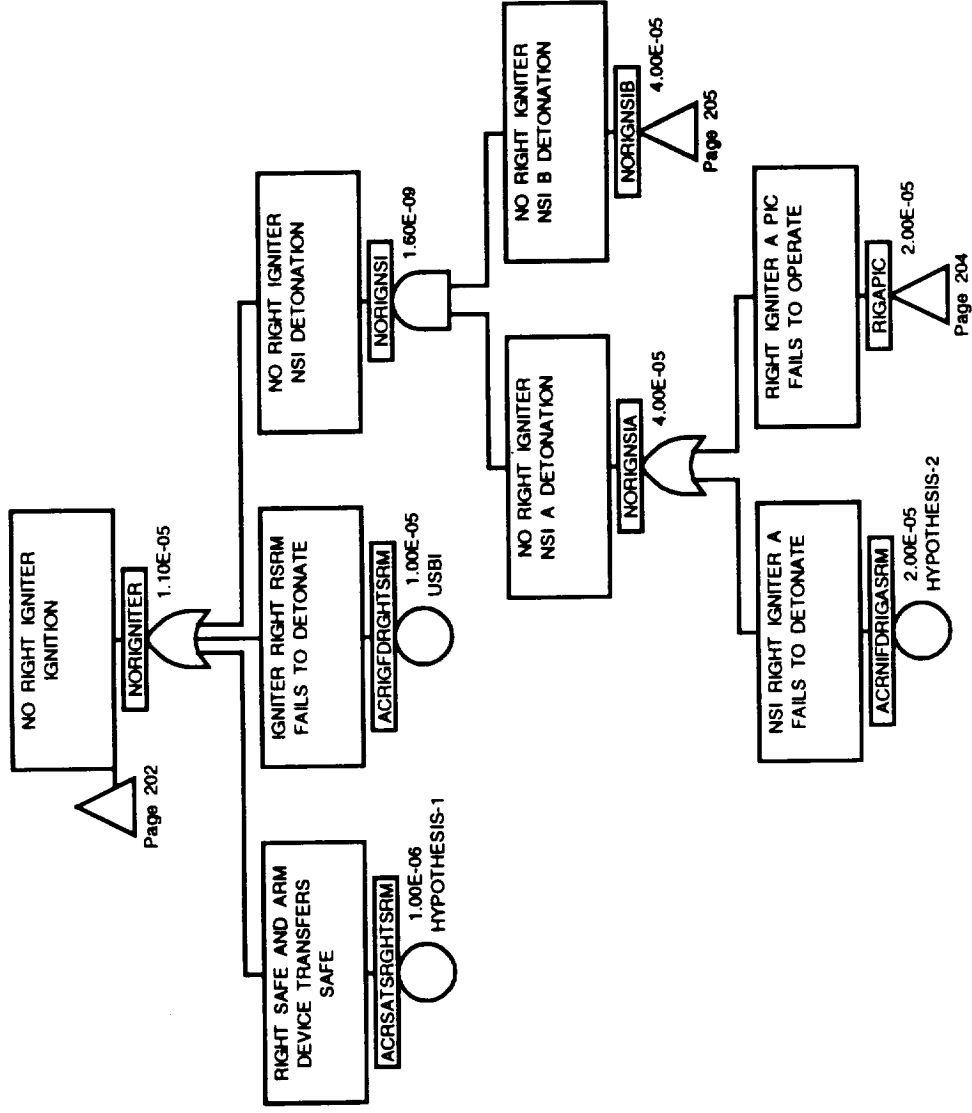 NO RIGHT IGNITER
IGNITION
NORIGNITER
1.10E-05
Page 202
RIGHT SAFE AND ARM
DEVICE TRANSFERS
SAFE
ACRSATSRGHTSRM
1.00E-06
HYPOTHESIS-1
IGNITER RIGHT RSRM
FAILS TO DETONATE
ACRIGFDRGHTSRM
1.00E-05
USBI
NO RIGHT IGNITER
NSI DETONATION
NORIGNSI
1.60E-09
NO RIGHT IGNITER
NSI A DETONATION
NORIGNSIA
4.00E-05
NO RIGHT IGNITER
NSI B DETONATION
NORIGNSIB
4.00E-05
Page 205
NSI RIGHT IGNITER A
FAILS TO DETONATE
ACRNIFDRIGASRM
2.00E-05
HYPOTHESIS-2
RIGHT IGNITER A PIC
FAILS TO OPERATE
RIGAPIC
2.00E-05
Page 204